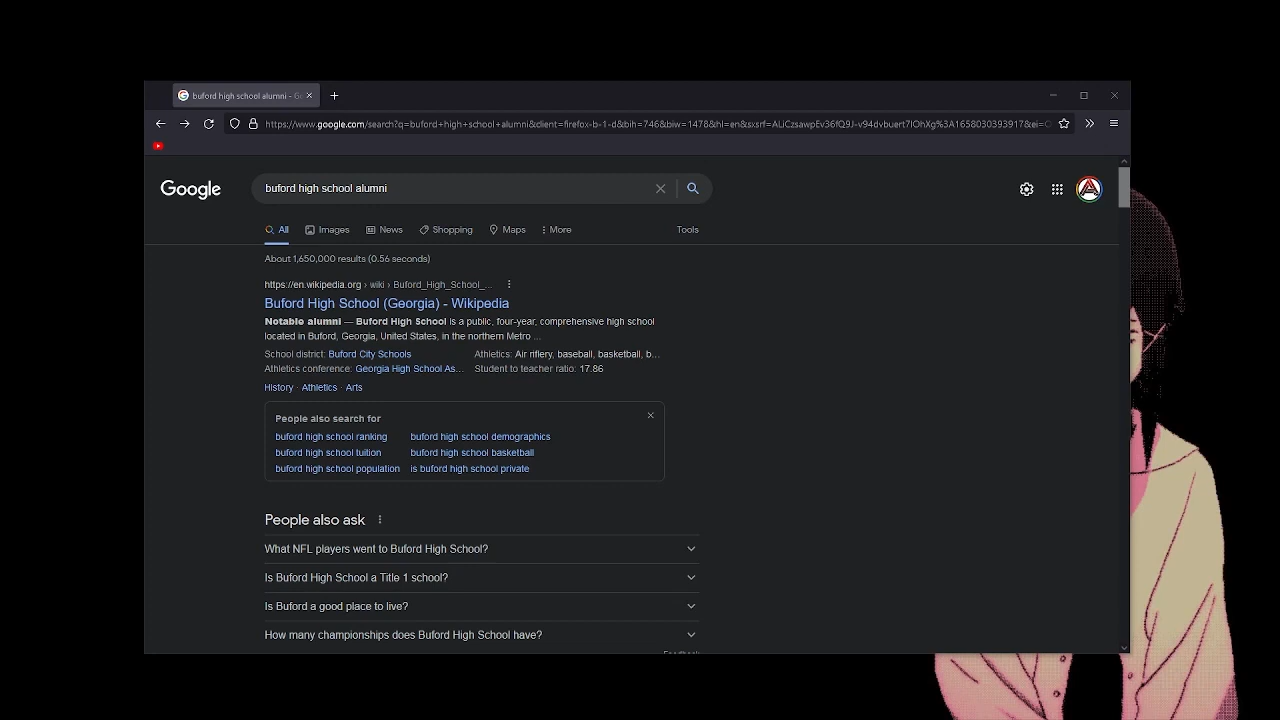 buford high school alumni - G
https://www.google.com/search?q=buford+high+school+alumni&client=firefox-b-1-d&bih=746&biw=1478&hl=en&sxsrf=ALiCzsawpEv36fQ9J-v94dvbuert7lOhXg%3A1658030393917&ei=
Google
buford high school alumni
All Images News Shopping Maps More Tools
About 1,650,000 results (0.56 seconds)
https://en.wikipedia.org › wiki › Buford_High_School_...
Buford High School (Georgia) - Wikipedia
Notable alumni — Buford High School is a public, four-year, comprehensive high school
located in Buford, Georgia, United States, in the northern Metro ...
School district: Buford City Schools Athletics: Air riflery, baseball, basketball, b...
Athletics conference: Georgia High School As... Student to teacher ratio: 17.86
History · Athletics · Arts
People also search for
buford high school ranking buford high school demographics
buford high school tuition buford high school basketball
buford high school population is buford high school private
People also ask
What NFL players went to Buford High School?
Is Buford High School a Title 1 school?
Is Buford a good place to live?
How many championships does Buford High School have?
Feedback